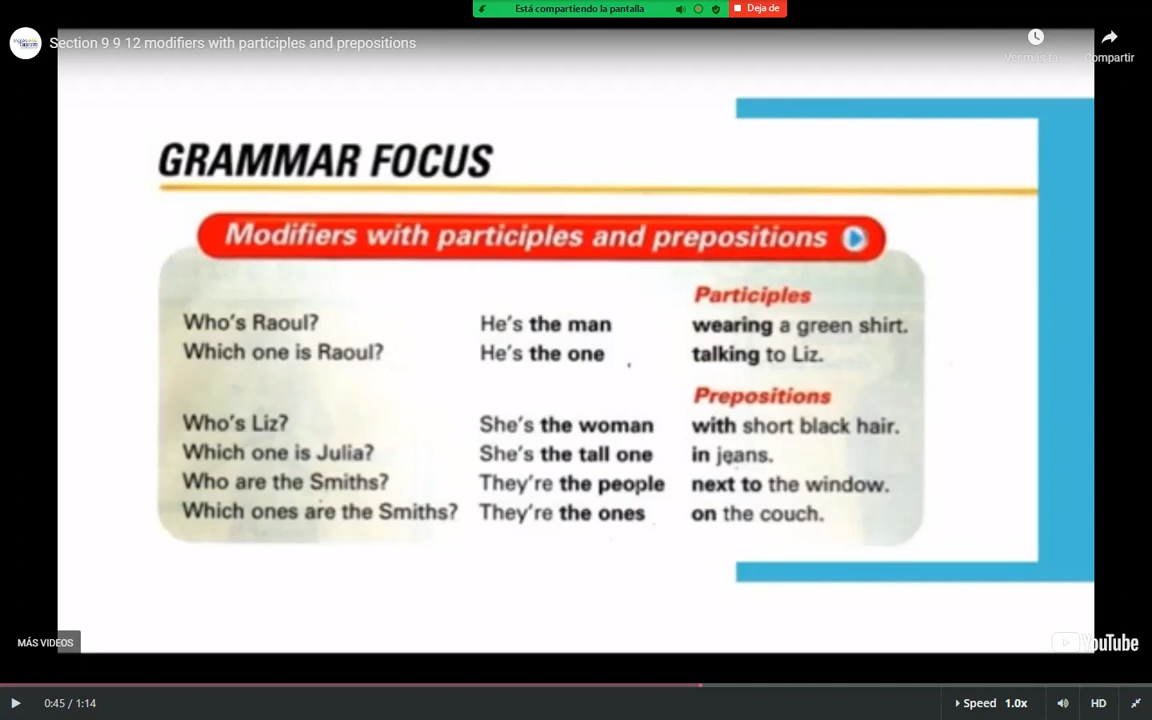 Está compartiendo la pantalla
Deja de
Section 9 9 12 modifiers with participles and prepositions
Compartir
GRAMMAR FOCUS
Modifiers with participles and prepositions
Participles
Who's Raoul? He's the man wearing a green shirt.
Which one is Raoul? He's the one talking to Liz.
Prepositions
Who's Liz? She's the woman with short black hair.
Which one is Julia? She's the tall one in jeans.
Who are the Smiths? They're the people next to the window.
Which ones are the Smiths? They're the ones on the couch.
MÁS VIDEOS
YouTube
0:45 / 1:14
Speed 1.0x
HD